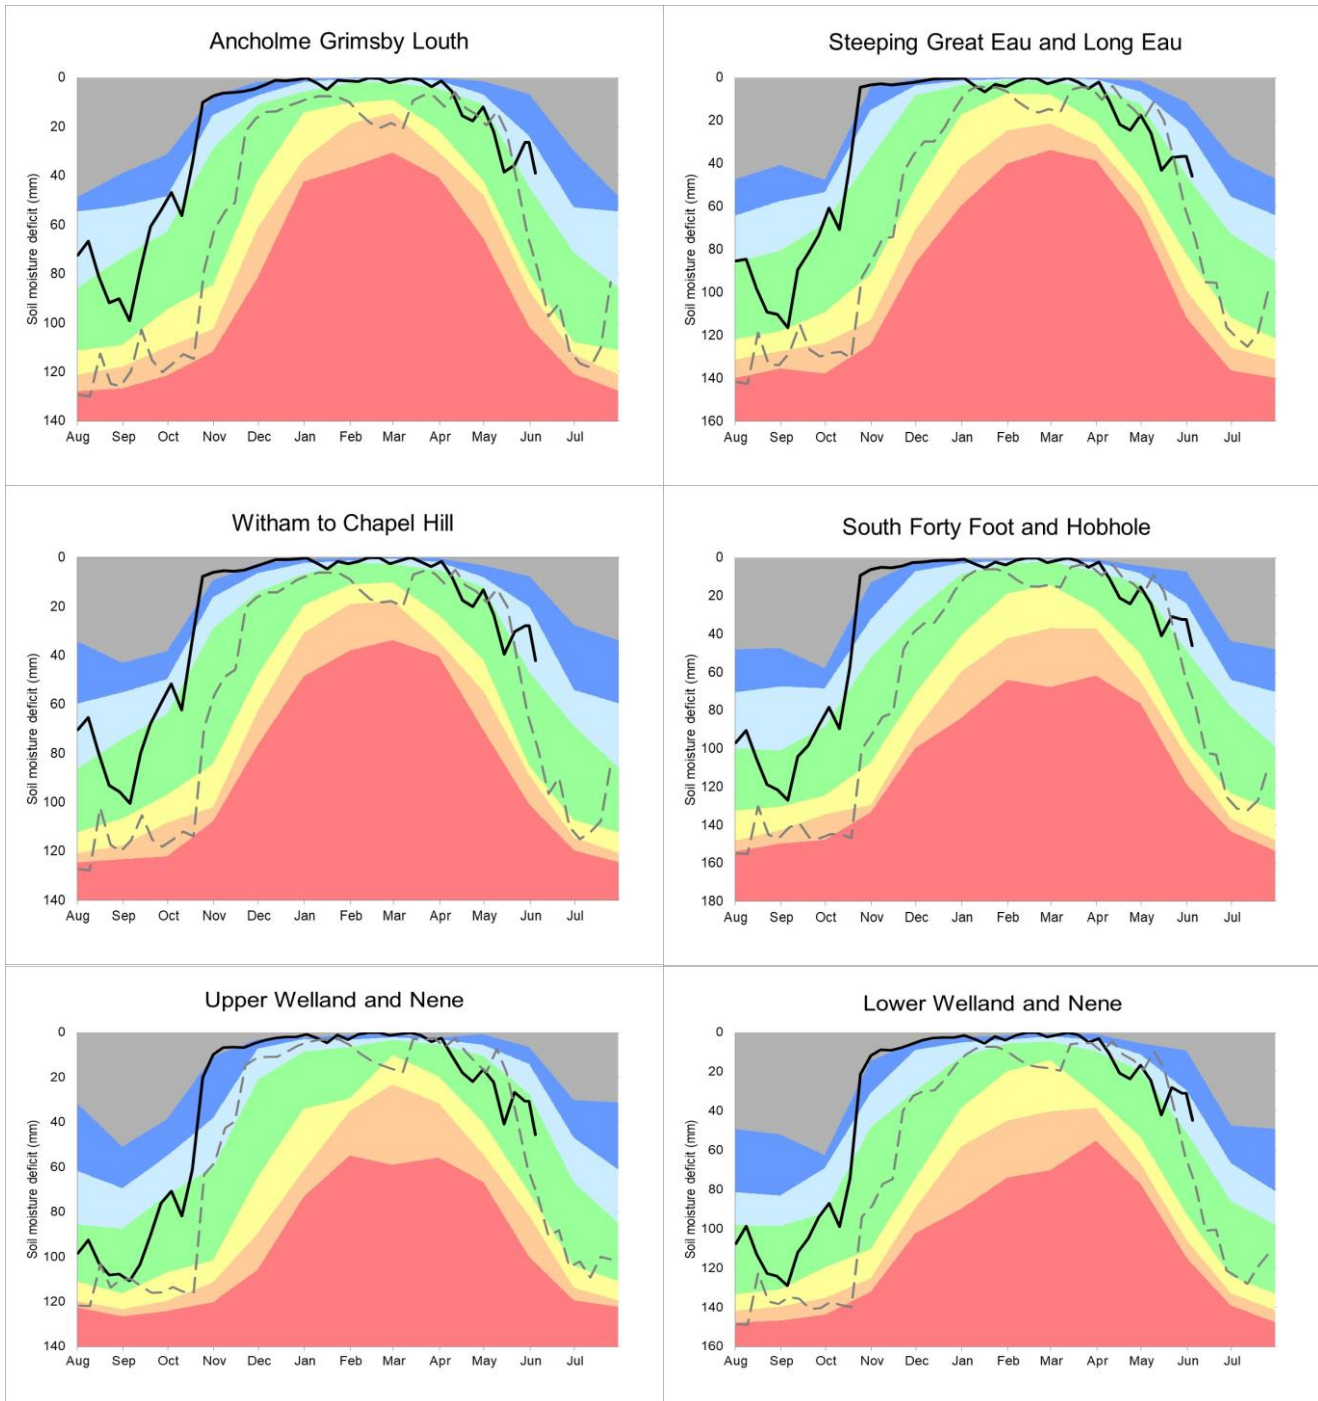 Ancholme Grimsby Louth
Soil moisture deficit (mm)
0
20
40
60
80
100
120
140
Aug Sep Oct Nov Dec Jan Feb Mar Apr May Jun Jul
Steeping Great Eau and Long Eau
Soil moisture deficit (mm)
0
20
40
60
80
100
120
140
160
Aug Sep Oct Nov Dec Jan Feb Mar Apr May Jun Jul
Witham to Chapel Hill
Soil moisture deficit (mm)
0
20
40
60
80
100
120
140
Aug Sep Oct Nov Dec Jan Feb Mar Apr May Jun Jul
South Forty Foot and Hobhole
Soil moisture deficit (mm)
0
20
40
60
80
100
120
140
160
180
Aug Sep Oct Nov Dec Jan Feb Mar Apr May Jun Jul
Upper Welland and Nene
Soil moisture deficit (mm)
0
20
40
60
80
100
120
140
Aug Sep Oct Nov Dec Jan Feb Mar Apr May Jun Jul
Lower Welland and Nene
Soil moisture deficit (mm)
0
20
40
60
80
100
120
140
160
Aug Sep Oct Nov Dec Jan Feb Mar Apr May Jun Jul